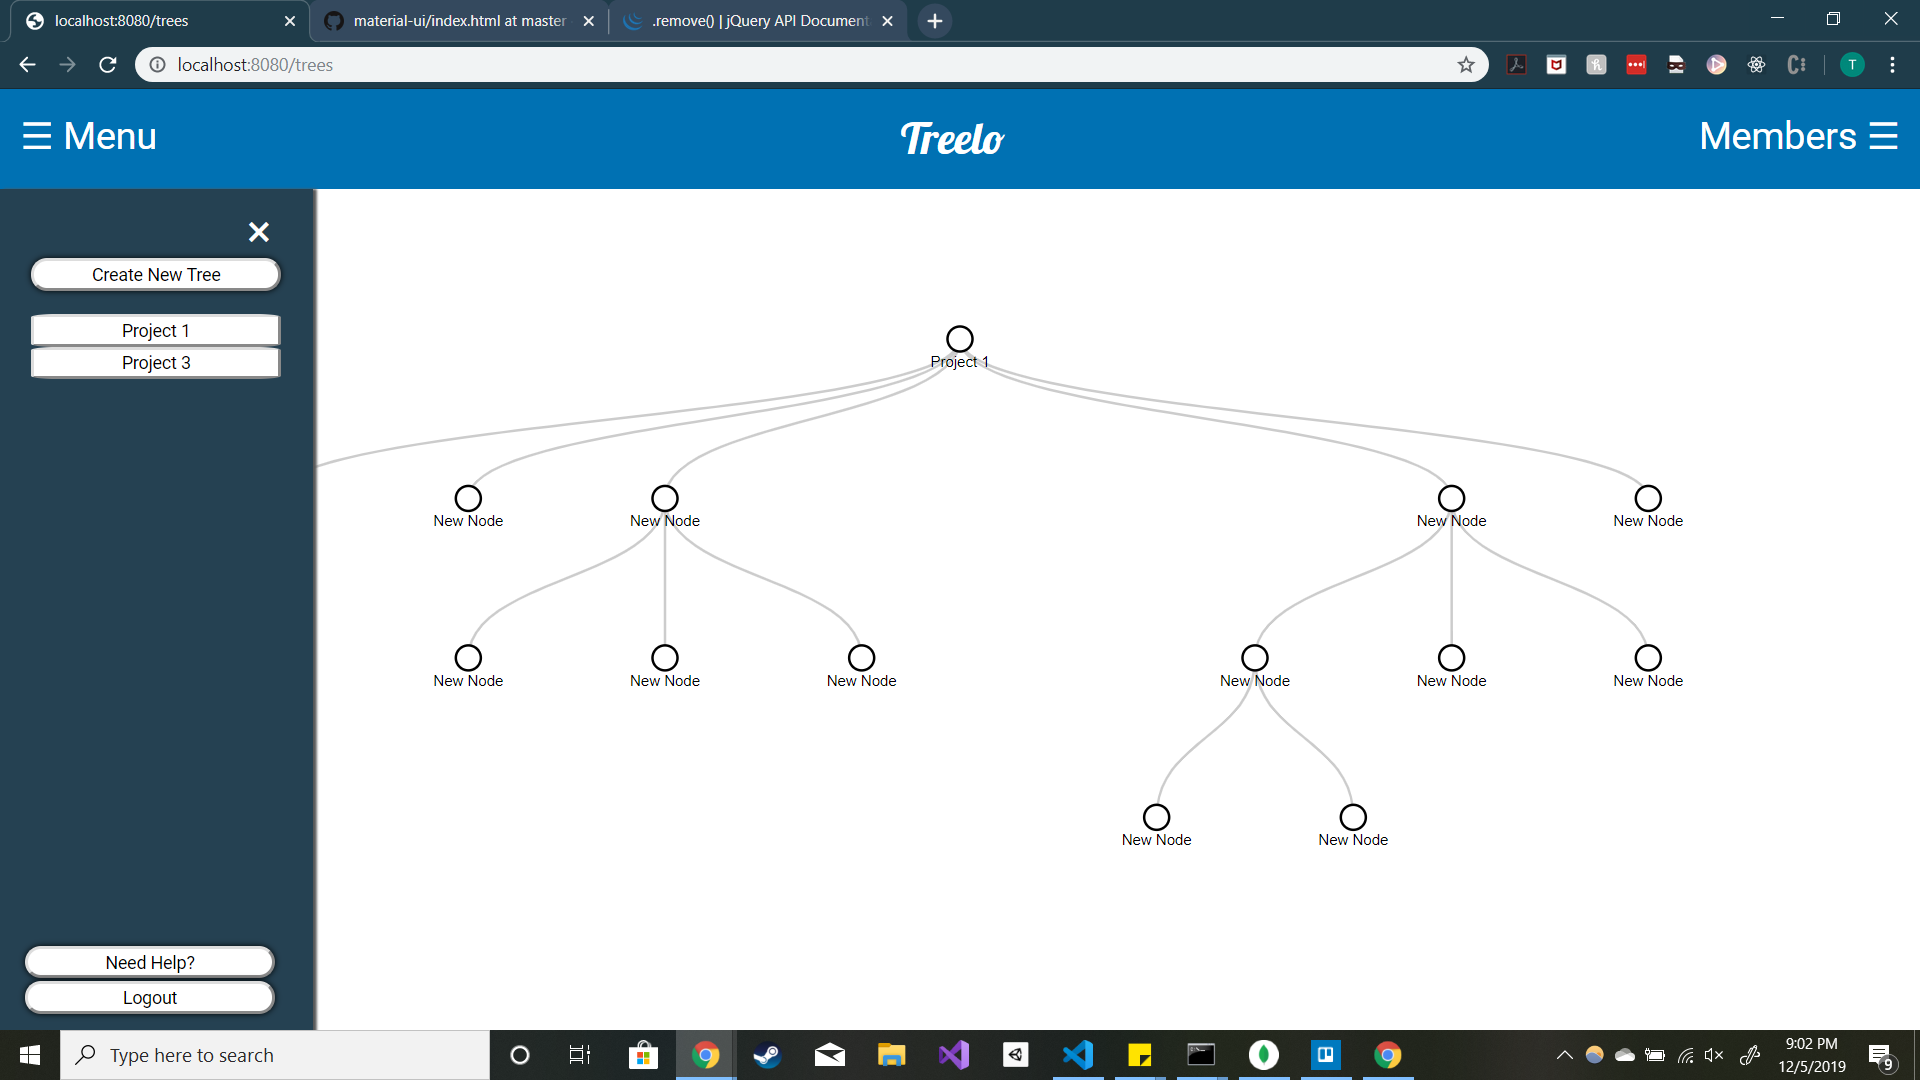 localhost:8080/trees
material-ui/index.html at master
.remove() | jQuery API Document
localhost:8080/trees
T
☰ Menu
Treelo
Members ☰
×
Create New Tree
Project 1
Project 3
Project 1
New Node
New Node
New Node
New Node
New Node
New Node
New Node
New Node
New Node
New Node
New Node
New Node
Need Help?
Logout
Type here to search
9:02 PM
12/5/2019
9